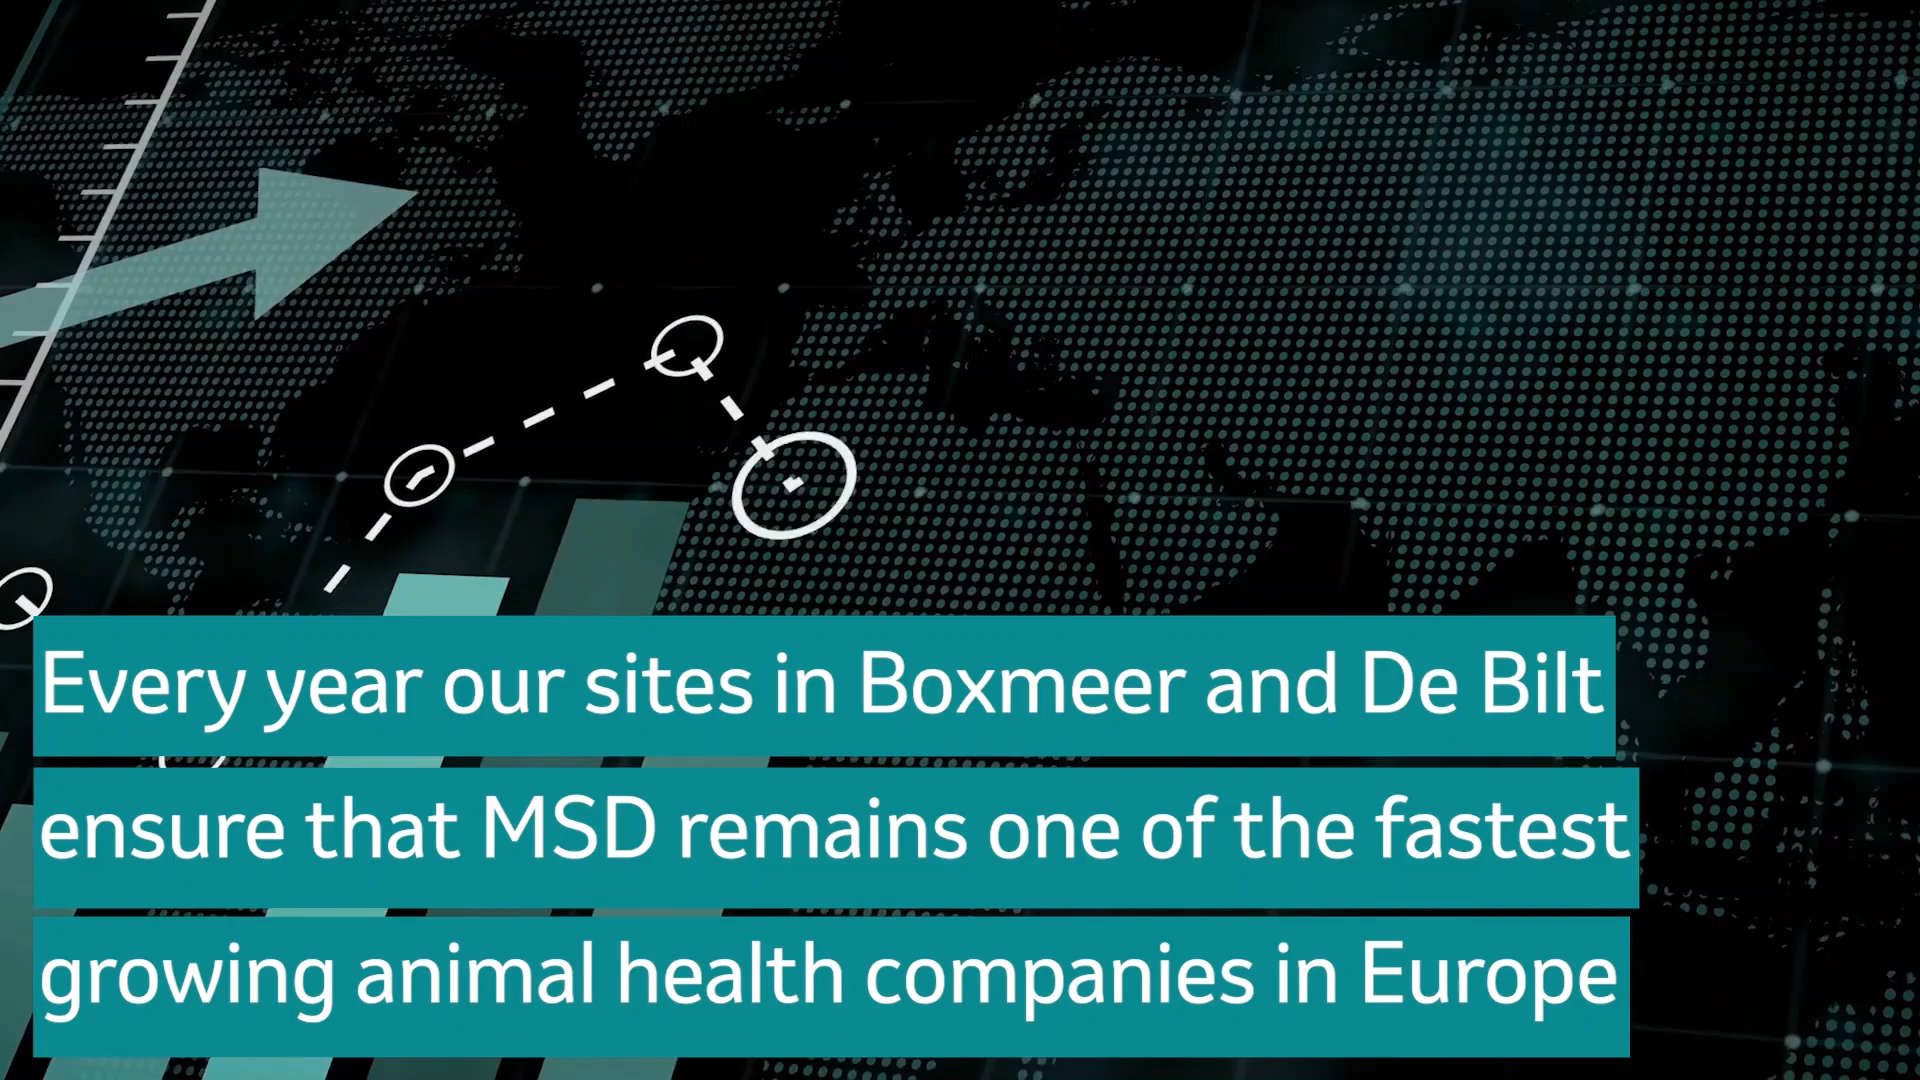 Every year our sites in Boxmeer and De Bilt
ensure that MSD remains one of the fastest
growing animal health companies in Europe